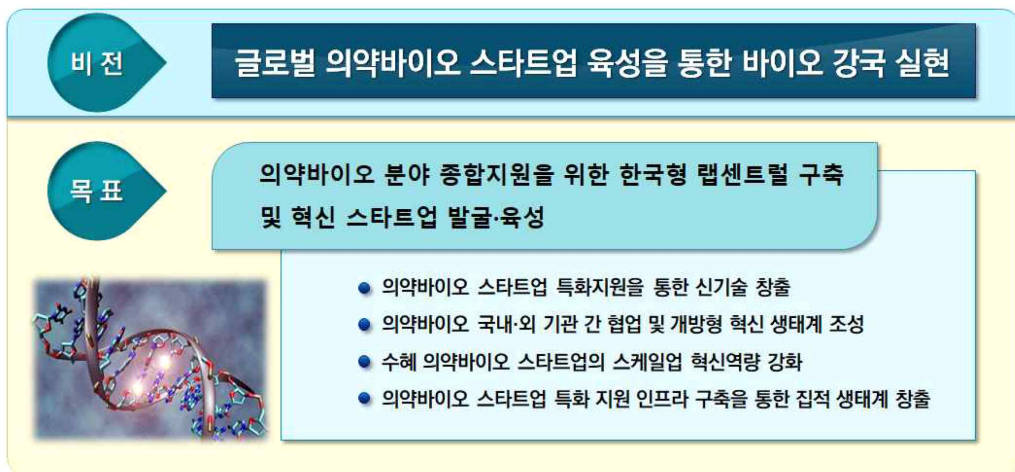 비 전
글로벌 의약바이오 스타트업 육성을 통한 바이오 강국 실현
목 표
의약바이오 분야 종합지원을 위한 한국형 랩센트럴 구축
및 혁신 스타트업 발굴·육성
● 의약바이오 스타트업 특화지원을 통한 신기술 창출
● 의약바이오 국내·외 기관 간 협업 및 개방형 혁신 생태계 조성
● 수혜 의약바이오 스타트업의 스케일업 혁신역량 강화
● 의약바이오 스타트업 특화 지원 인프라 구축을 통한 집적 생태계 창출